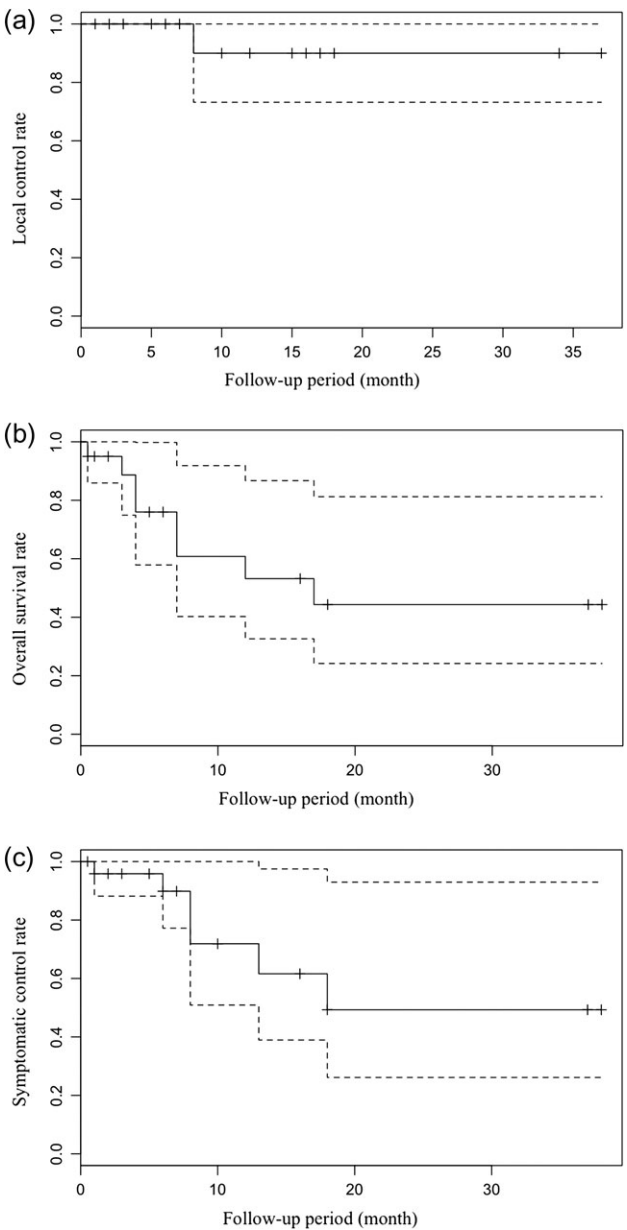 (a)
Local control rate
1.0
0.8
0.6
0.4
0.2
0.0
0 5 10 15 20 25 30 35
Follow-up period (month)
(b)
Overall survival rate
1.0
0.8
0.6
0.4
0.2
0.0
0 10 20 30
Follow-up period (month)
(c)
Symptomatic control rate
1.0
0.8
0.6
0.4
0.2
0.0
0 10 20 30
Follow-up period (month)